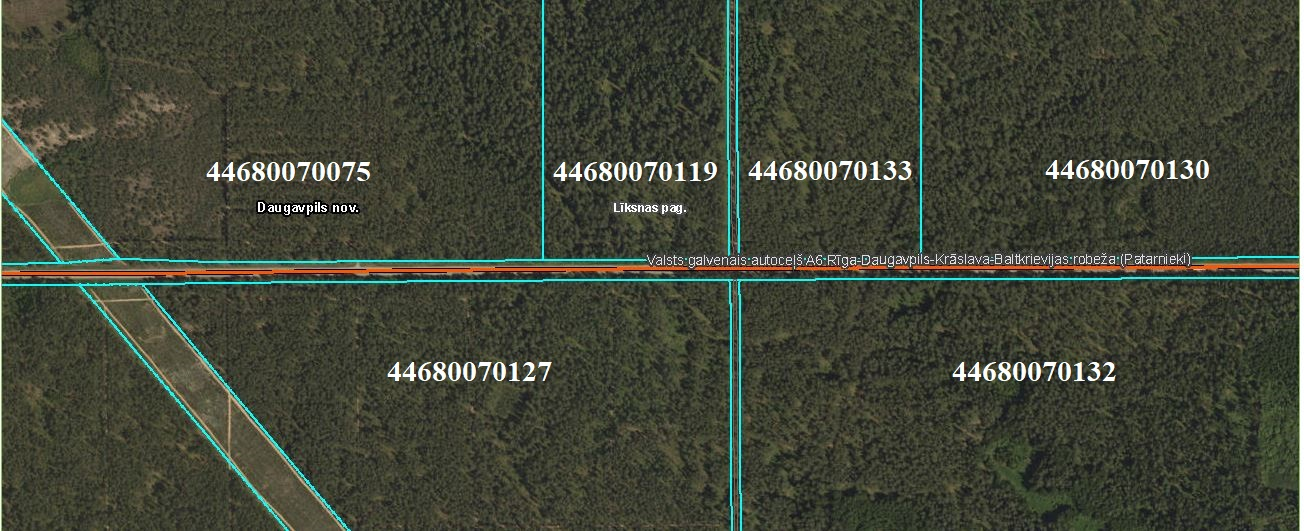 44680070075
44680070119
44680070133
44680070130
Daugavpils nov.
Līksnas pag.
Valsts galvenais autoceļš A6 Rīga-Daugavpils-Krāslava-Baltkrievijas robeža (Patarnieki)
44680070127
44680070132